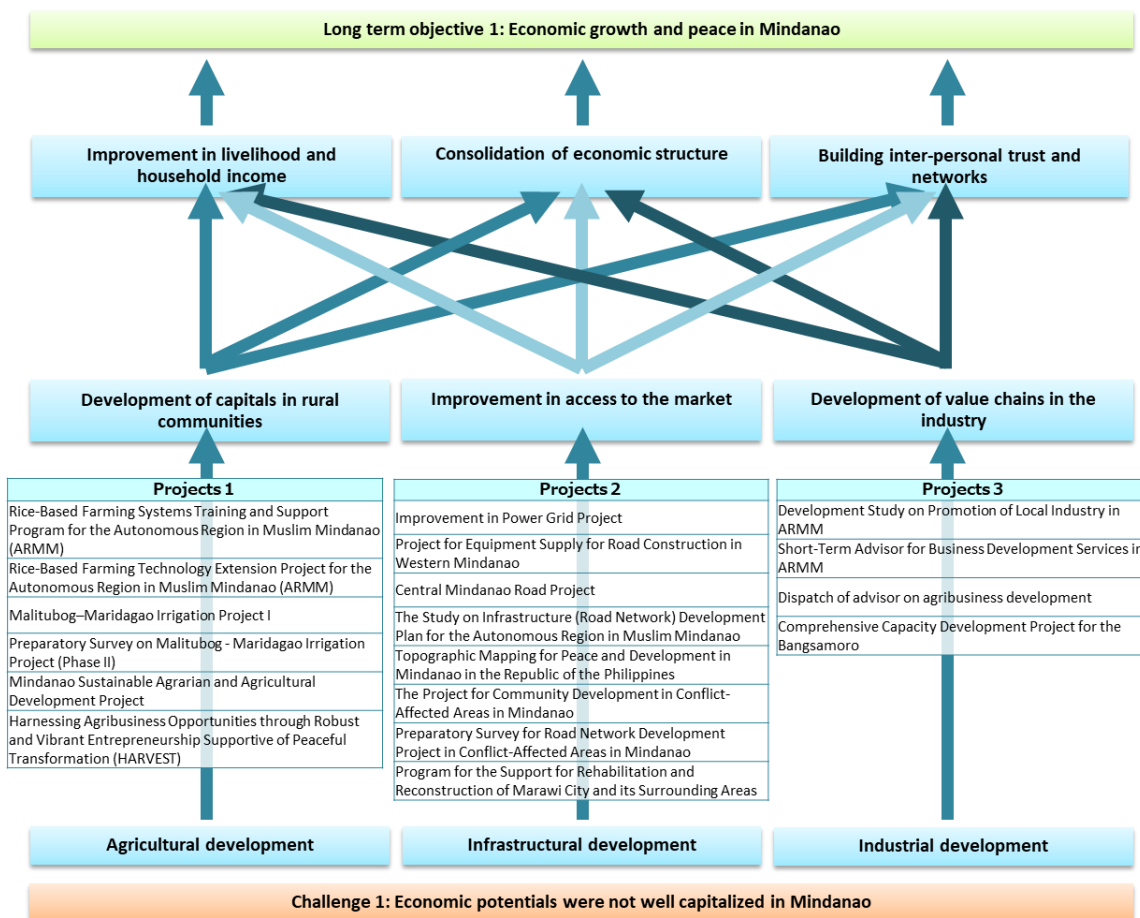 Long term objective 1: Economic growth and peace in Mindanao
Improvement in livelihood and
household income
Consolidation of economic structure
Building inter-personal trust and
networks
Development of capitals in rural
communities
Improvement in access to the market
Development of value chains in the
industry
Projects 1
Rice-Based Farming Systems Training and Support
Program for the Autonomous Region in Muslim Mindanao
(ARMM)
Rice-Based Farming Technology Extension Project for the
Autonomous Region in Muslim Mindanao (ARMM)
Malitubog–Maridagao Irrigation Project I
Preparatory Survey on Malitubog - Maridagao Irrigation
Project (Phase II)
Mindanao Sustainable Agrarian and Agricultural
Development Project
Harnessing Agribusiness Opportunities through Robust
and Vibrant Entrepreneurship Supportive of Peaceful
Transformation (HARVEST)
Projects 2
Improvement in Power Grid Project
Project for Equipment Supply for Road Construction in
Western Mindanao
Central Mindanao Road Project
The Study on Infrastructure (Road Network) Development
Plan for the Autonomous Region in Muslim Mindanao
Topographic Mapping for Peace and Development in
Mindanao in the Republic of the Philippines
The Project for Community Development in Conflict-
Affected Areas in Mindanao
Preparatory Survey for Road Network Development
Project in Conflict-Affected Areas in Mindanao
Program for the Support for Rehabilitation and
Reconstruction of Marawi City and its Surrounding Areas
Projects 3
Development Study on Promotion of Local Industry in
ARMM
Short-Term Advisor for Business Development Services in
ARMM
Dispatch of advisor on agribusiness development
Comprehensive Capacity Development Project for the
Bangsamoro
Agricultural development
Infrastructural development
Industrial development
Challenge 1: Economic potentials were not well capitalized in Mindanao